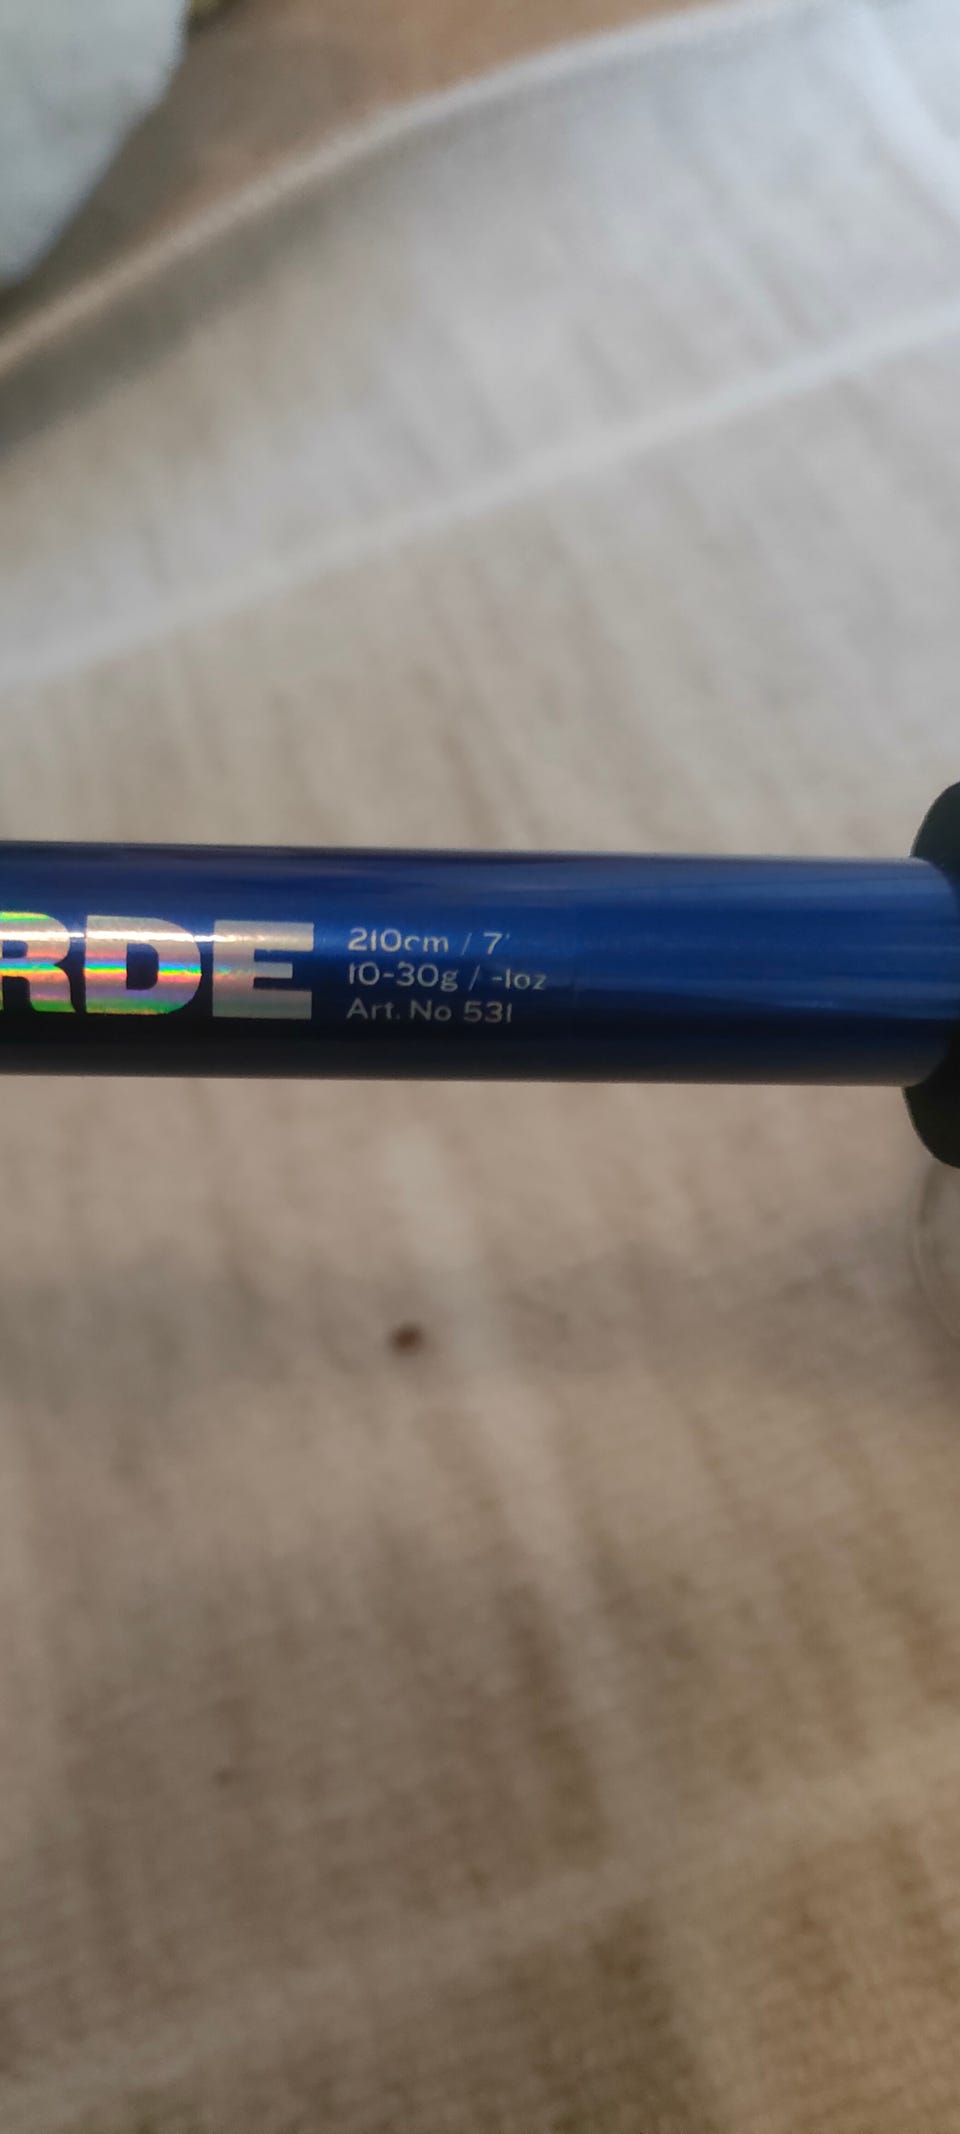 RDE
210cm / 7'
10-30g / -1oz
Art. No 531